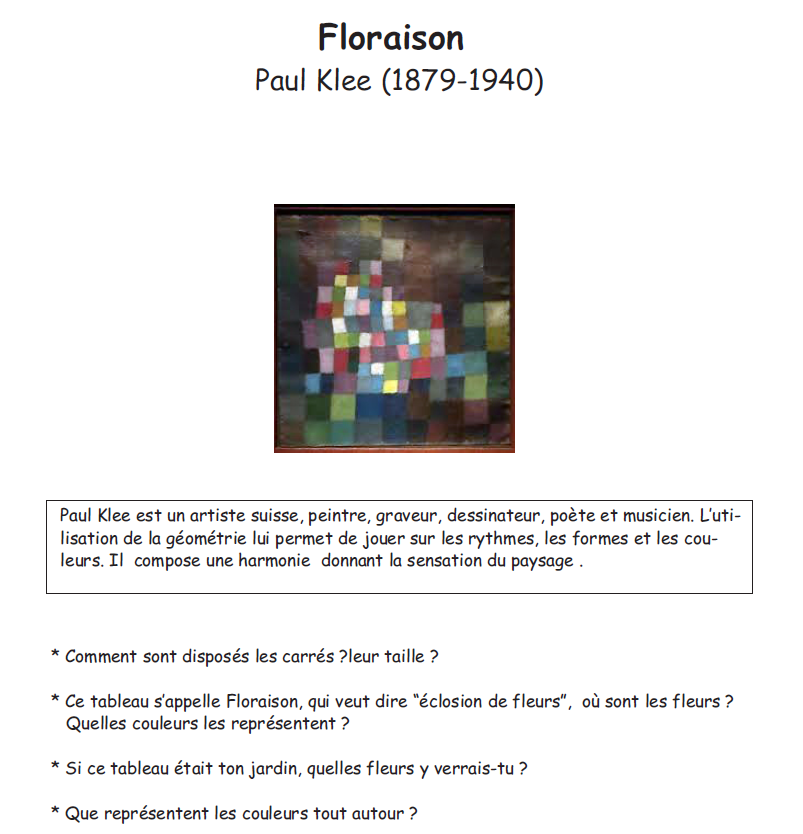 Floraison
Paul Klee (1879-1940)
Paul Klee est un artiste suisse, peintre, graveur, dessinateur, poète et musicien. L'uti-
lisation de la géométrie lui permet de jouer sur les rythmes, les formes et les cou-
leurs. Il  compose une harmonie  donnant la sensation du paysage .
* Comment sont disposés les carrés ?leur taille ?
* Ce tableau s'appelle Floraison, qui veut dire “éclosion de fleurs”,  où sont les fleurs ?
Quelles couleurs les représentent ?
* Si ce tableau était ton jardin, quelles fleurs y verrais-tu ?
* Que représentent les couleurs tout autour ?